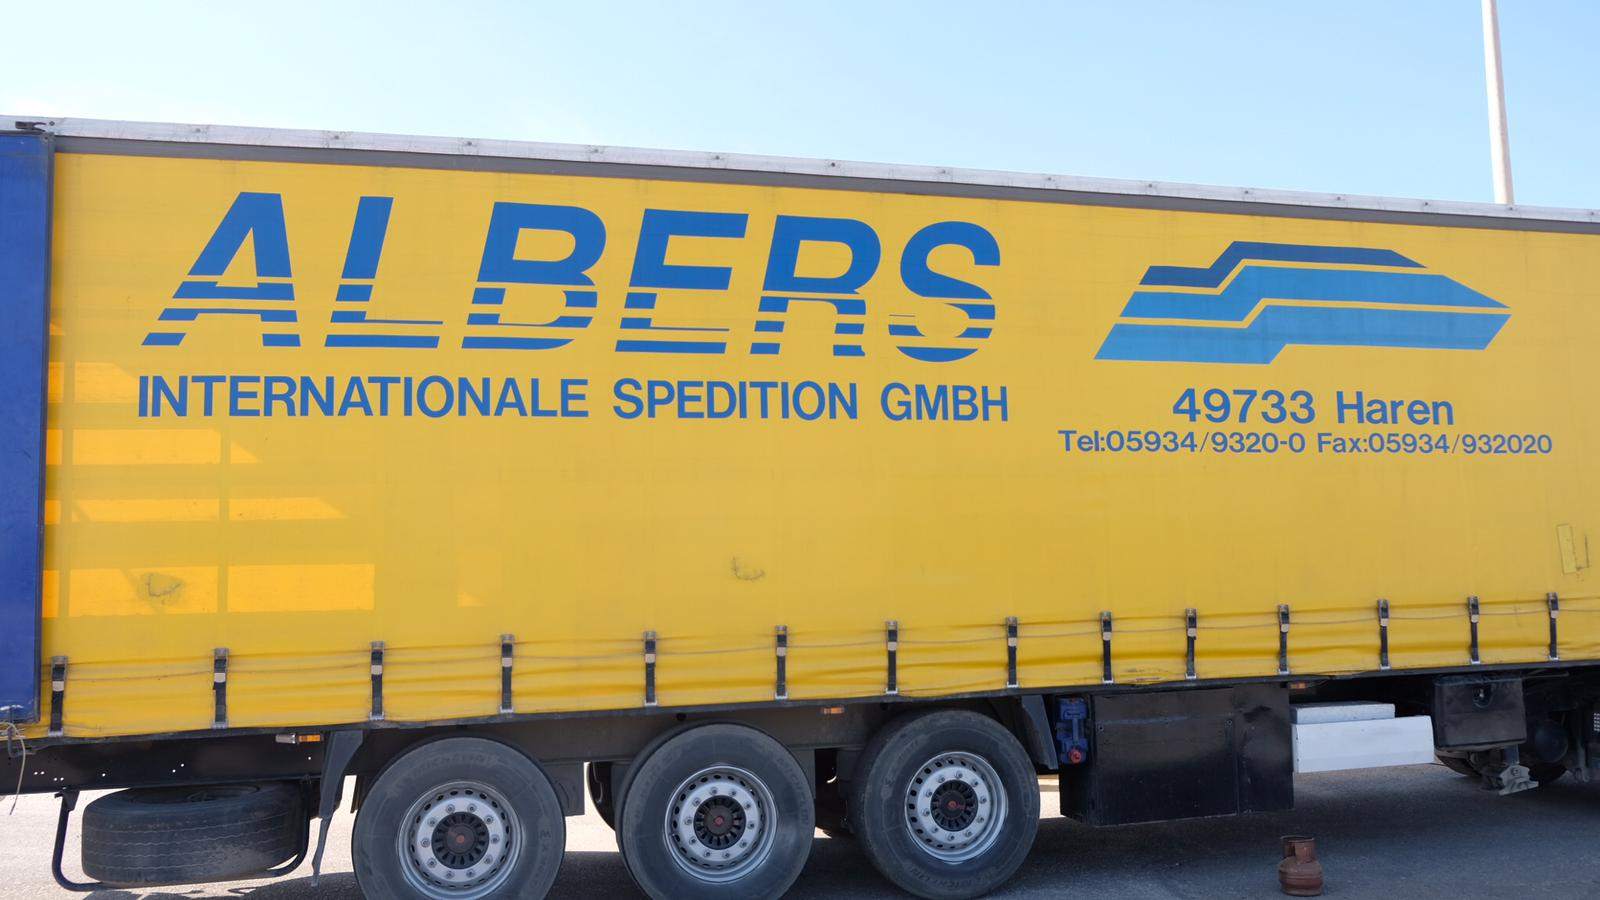 ALBERS
INTERNATIONALE SPEDITION GMBH
49733 Haren
Tel:05934/9320-0 Fax:05934/932020